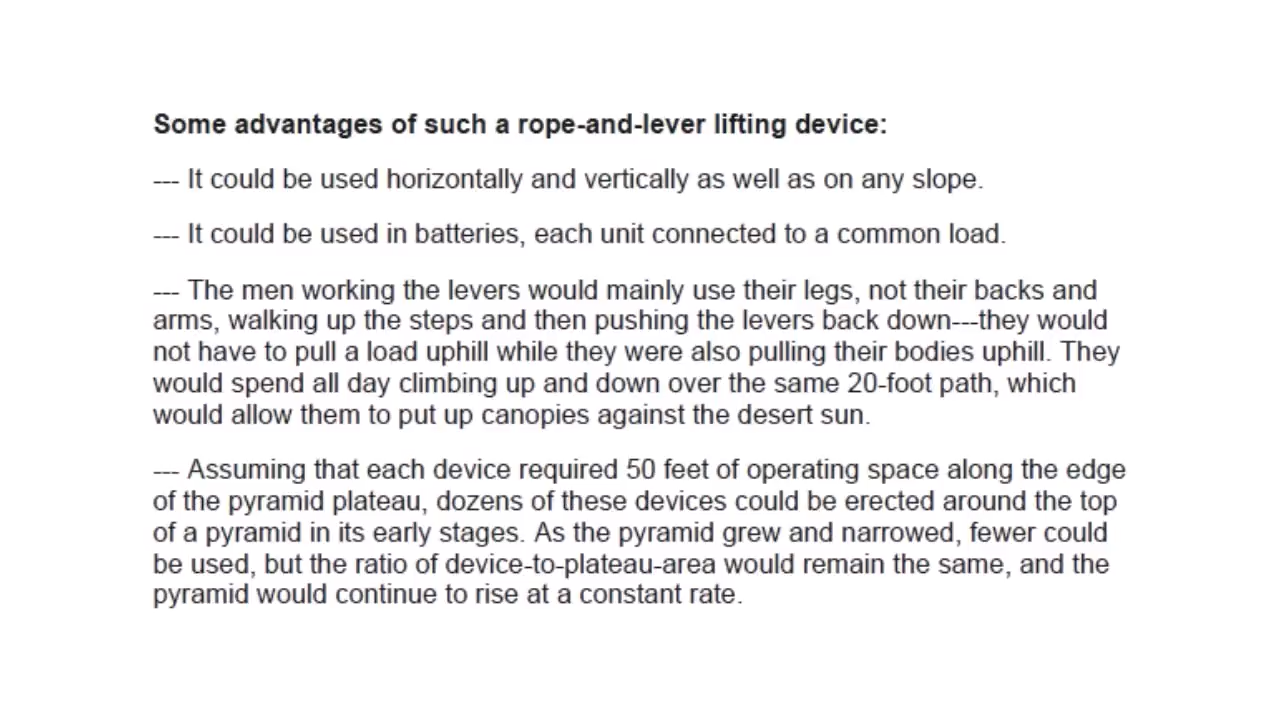 Some advantages of such a rope-and-lever lifting device:
--- It could be used horizontally and vertically as well as on any slope.
--- It could be used in batteries, each unit connected to a common load.
--- The men working the levers would mainly use their legs, not their backs and
arms, walking up the steps and then pushing the levers back down---they would
not have to pull a load uphill while they were also pulling their bodies uphill. They
would spend all day climbing up and down over the same 20-foot path, which
would allow them to put up canopies against the desert sun.
--- Assuming that each device required 50 feet of operating space along the edge
of the pyramid plateau, dozens of these devices could be erected around the top
of a pyramid in its early stages. As the pyramid grew and narrowed, fewer could
be used, but the ratio of device-to-plateau-area would remain the same, and the
pyramid would continue to rise at a constant rate.